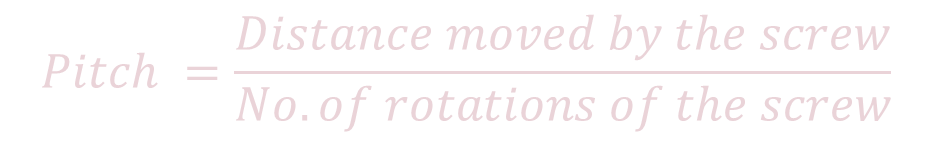 Pitch = Distance moved by the screw
No. of rotations of the screw